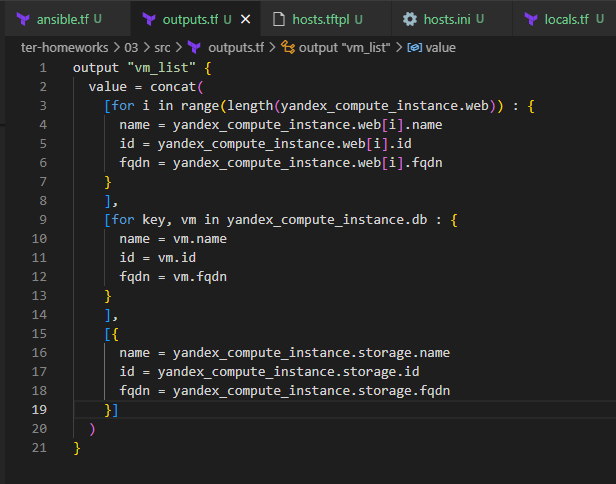 ansible.tf U outputs.tf U × hosts.tftpl U hosts.ini U locals.tf U
ter-homeworks > 03 > src > outputs.tf > output "vm_list" > value
1 output "vm_list" {
2   value = concat(
3     [for i in range(length(yandex_compute_instance.web)) : {
4       name = yandex_compute_instance.web[i].name
5       id = yandex_compute_instance.web[i].id
6       fqdn = yandex_compute_instance.web[i].fqdn
7     }
8     ],
9     [for key, vm in yandex_compute_instance.db : {
10       name = vm.name
11       id = vm.id
12       fqdn = vm.fqdn
13     }
14     ],
15     [{
16       name = yandex_compute_instance.storage.name
17       id = yandex_compute_instance.storage.id
18       fqdn = yandex_compute_instance.storage.fqdn
19     }]
20   )
21 }